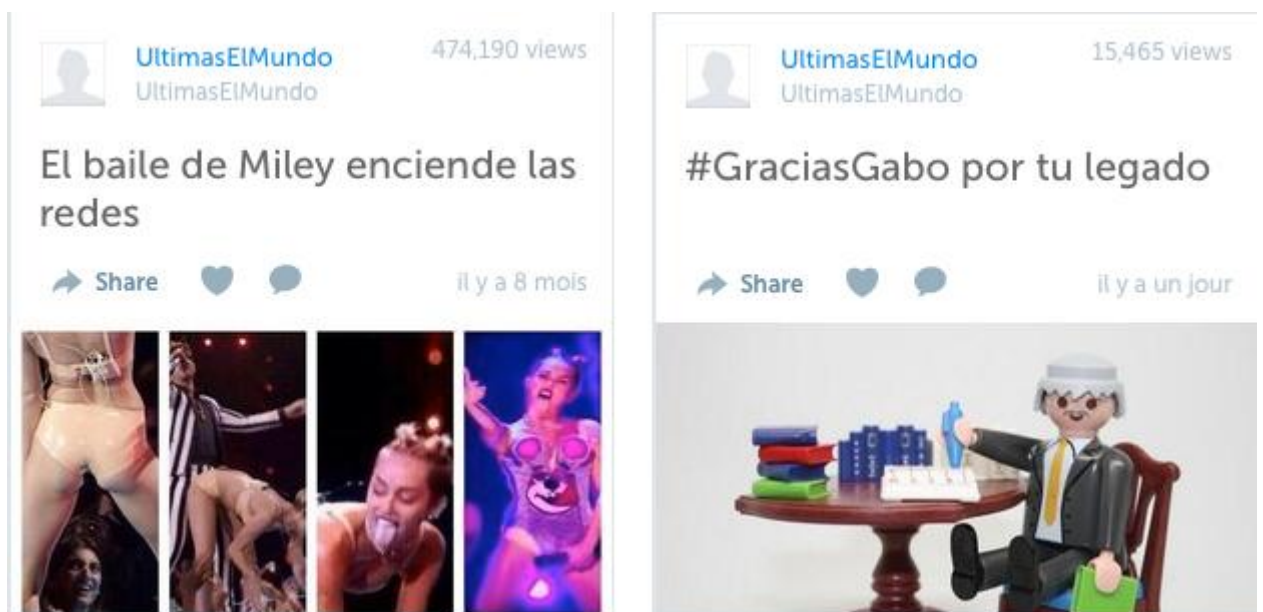 UltimasElMundo
474,190 views
UltimasElMundo
El baile de Miley enciende las
redes
Share
il y a 8 mois
UltimasElMundo
15,465 views
UltimasElMundo
#GraciasGabo por tu legado
Share
il y a un jour